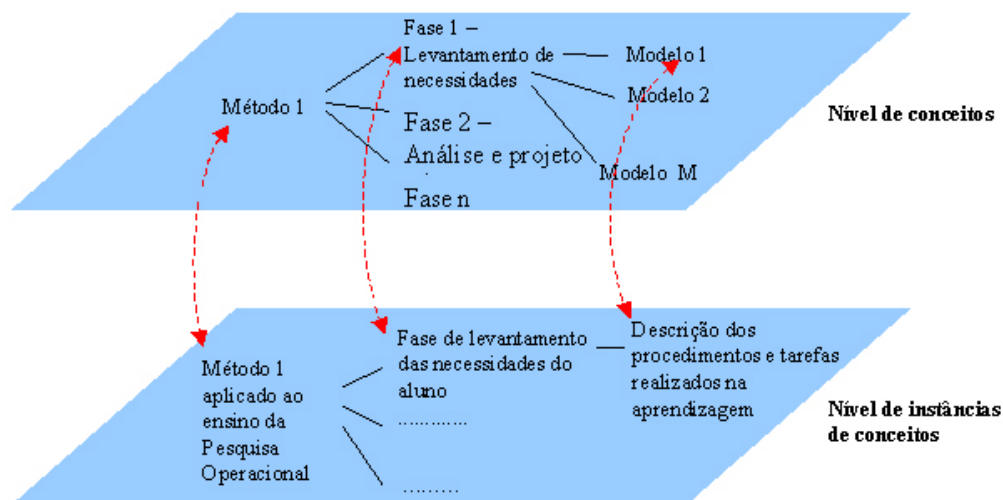 Fase 1 –
Levantamento de
necessidades
Modelo 1
Modelo 2
Método 1
Fase 2 –
Análise e projeto
Modelo M
Fase n
Nível de conceitos
Fase de levantamento
das necessidades do
aluno
Descrição dos
procedimentos e tarefas
realizados na
aprendizagem
Método 1
aplicado ao
ensino da
Pesquisa
Operacional
.............
.........
Nível de instâncias
de conceitos